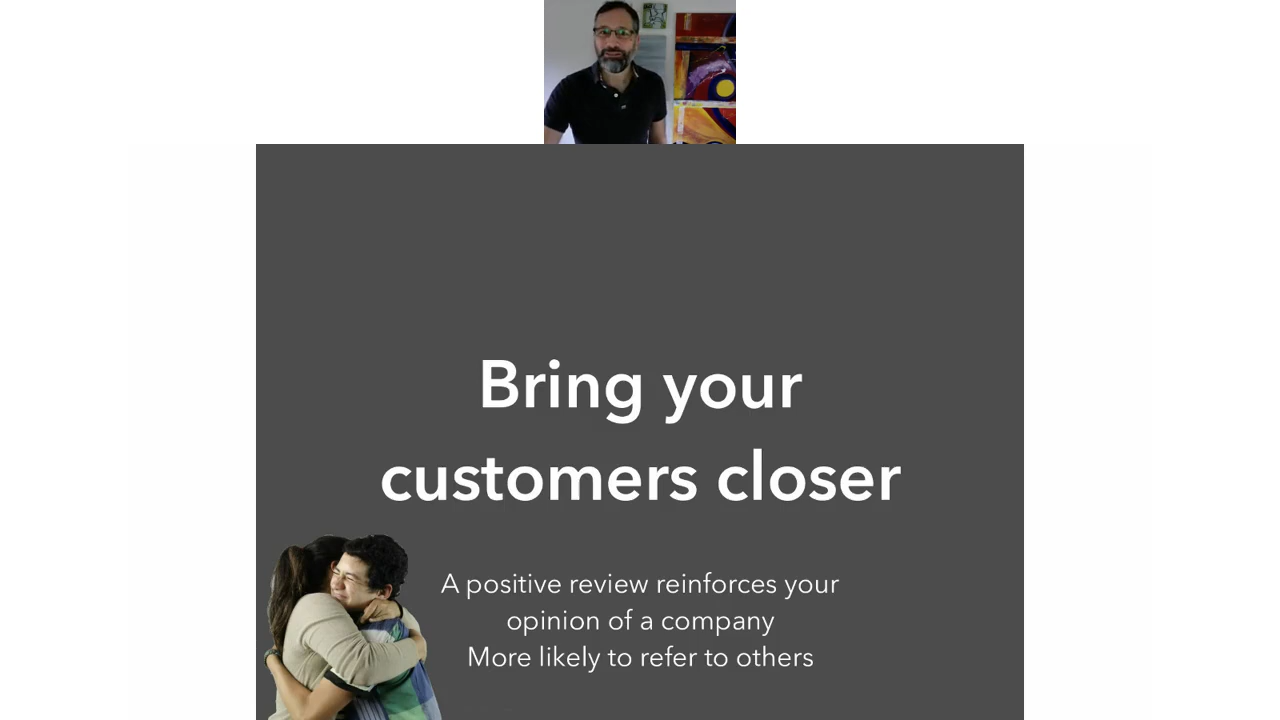 Bring your
customers closer
A positive review reinforces your
opinion of a company
More likely to refer to others